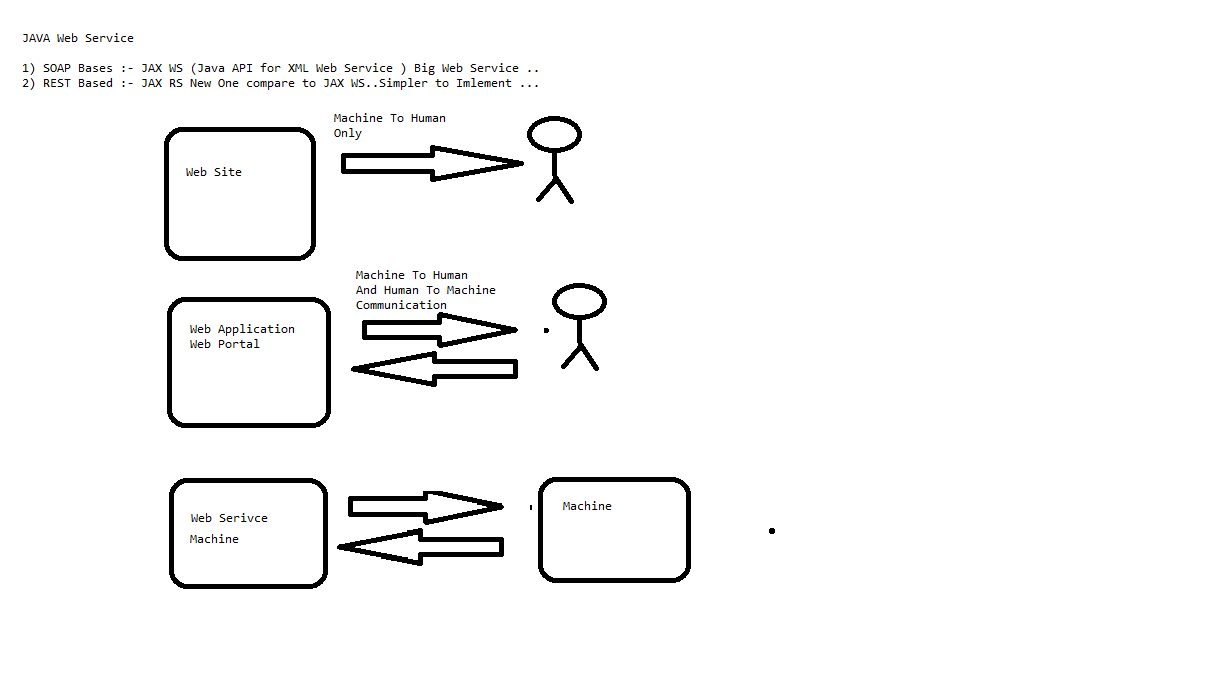 JAVA Web Service
1) SOAP Bases :- JAX WS (Java API for XML Web Service ) Big Web Service ..
2) REST Based :- JAX RS New One compare to JAX WS..Simpler to Imlement ...
Machine To Human
Only
Web Site
Machine To Human
And Human To Machine
Communication
Web Application
Web Portal
Web Serivce
Machine
Machine